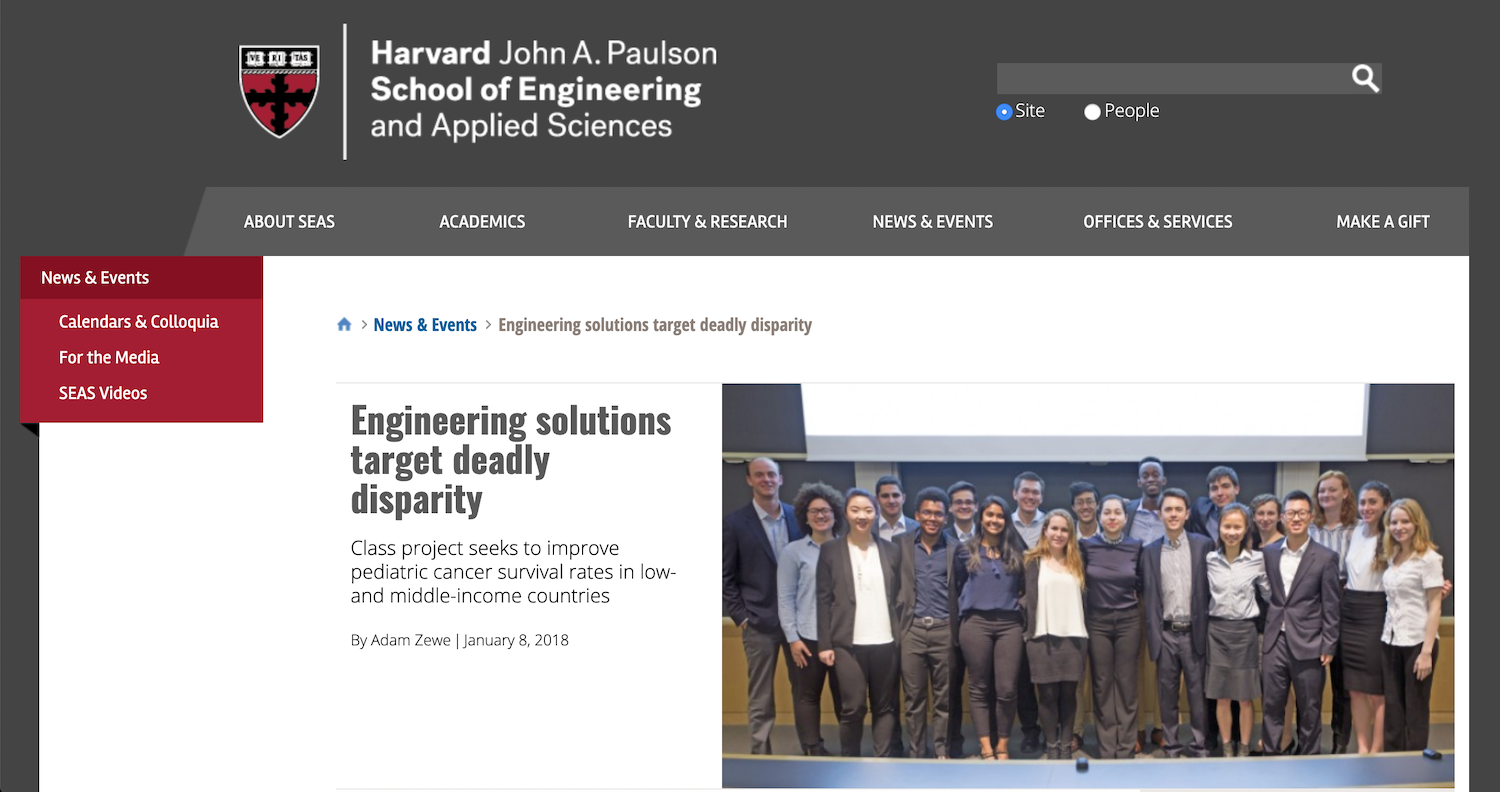 VE RI TAS
Harvard John A. Paulson
School of Engineering
and Applied Sciences
Site
People
ABOUT SEAS
ACADEMICS
FACULTY & RESEARCH
NEWS & EVENTS
OFFICES & SERVICES
MAKE A GIFT
News & Events
Calendars & Colloquia
For the Media
SEAS Videos
> News & Events > Engineering solutions target deadly disparity
Engineering solutions
target deadly
disparity
Class project seeks to improve
pediatric cancer survival rates in low-
and middle-income countries
By Adam Zewe | January 8, 2018